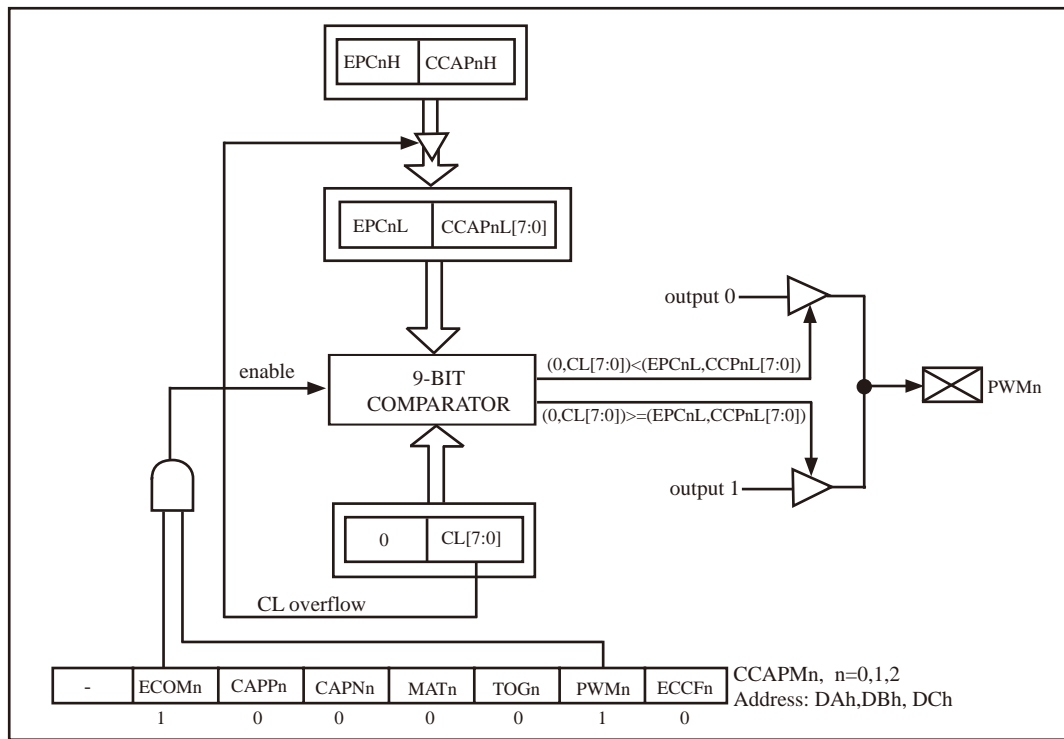 EPCnH CCAPnH
EPCnL CCAPnL[7:0]
output 0
(0,CL[7:0])<(EPCnL,CCPnL[7:0])
enable
9-BIT
COMPARATOR
PWMn
(0,CL[7:0])>=(EPCnL,CCPnL[7:0])
output 1
0 CL[7:0]
CL overflow
- ECOMn CAPPn CAPNn MATn TOGn PWMn ECCFn
CCAPMn, n=0,1,2
Address: DAh,DBh, DCh
1 0 0 0 0 1 0